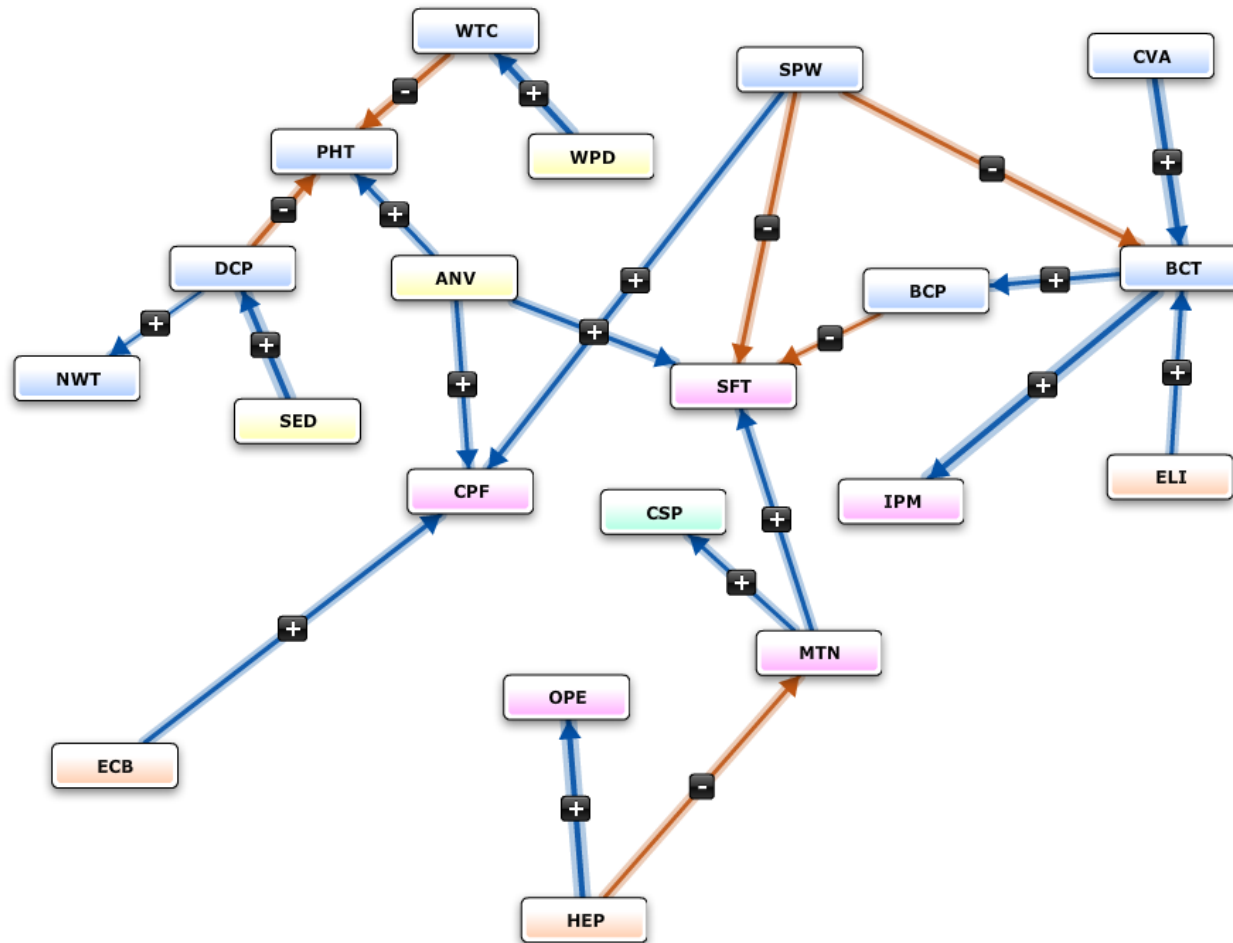 WTC
SPW
CVA
-
+
PHT
WPD
+
-
-
+
-
DCP
ANV
BCT
+
+
BCP
+
+
+
-
+
NWT
+
SFT
+
+
SED
CPF
IPM
ELI
CSP
+
+
+
MTN
OPE
ECB
-
+
HEP